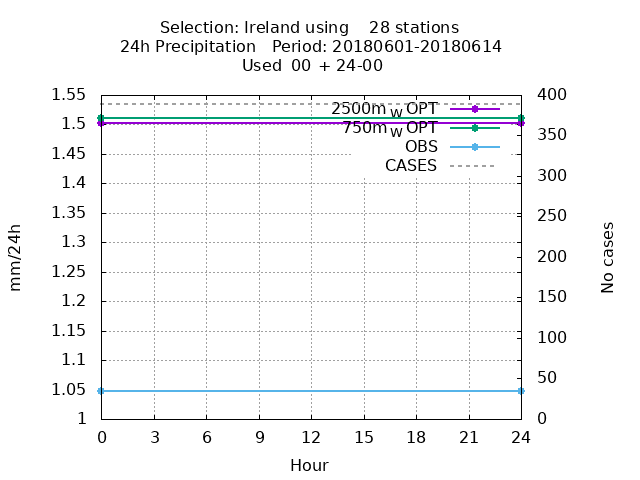 Selection: Ireland using 28 stations
24h Precipitation Period: 20180601-20180614
Used 00 + 24-00
1.55
1.5
1.45
1.4
1.35
1.3
1.25
1.2
1.15
1.1
1.05
1
mm/24h
2500m W OPT
750m W OPT
OBS
CASES
400
350
300
250
200
150
100
50
0
No cases
0 3 6 9 12 15 18 21 24
Hour